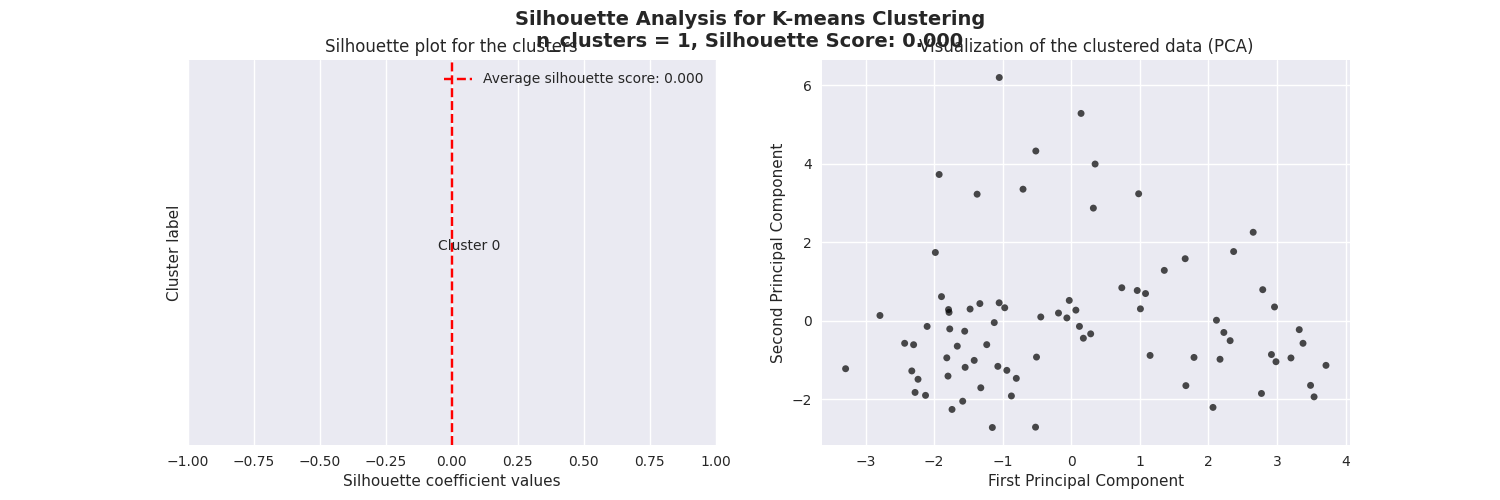 Silhouette Analysis for K-means Clustering
n_clusters = 1, Silhouette Score: 0.000
Silhouette plot for the clusters
Average silhouette score: 0.000
Cluster 0
Cluster label
−1.00 −0.75 −0.50 −0.25 0.00 0.25 0.50 0.75 1.00
Silhouette coefficient values
Visualization of the clustered data (PCA)
Second Principal Component
6
4
2
0
−2
−3 −2 −1 0 1 2 3 4
First Principal Component